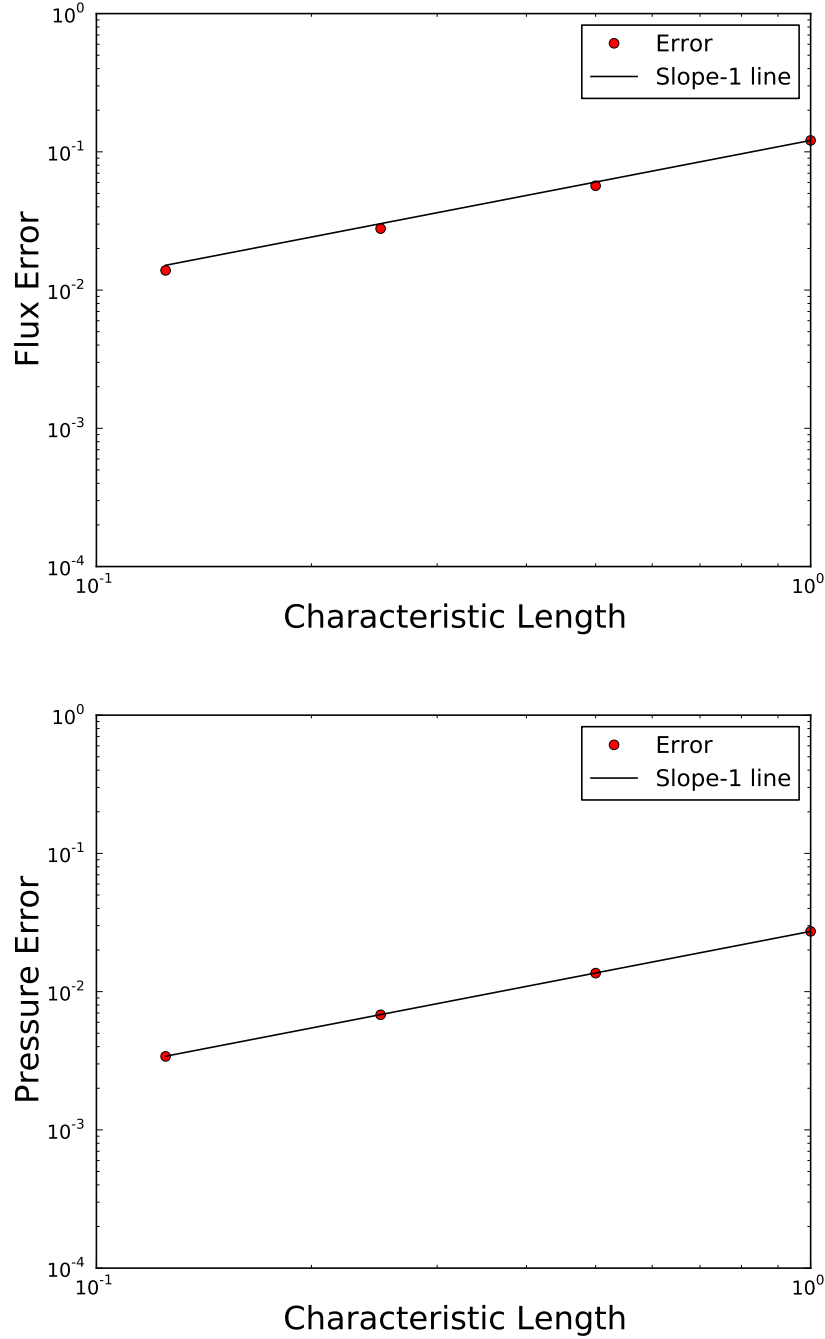 10^0
Error
Slope-1 line
10^-1
Flux Error
10^-2
10^-3
10^-4
10^-1
10^0
Characteristic Length
10^0
Error
Slope-1 line
10^-1
Pressure Error
10^-2
10^-3
10^-4
10^-1
10^0
Characteristic Length